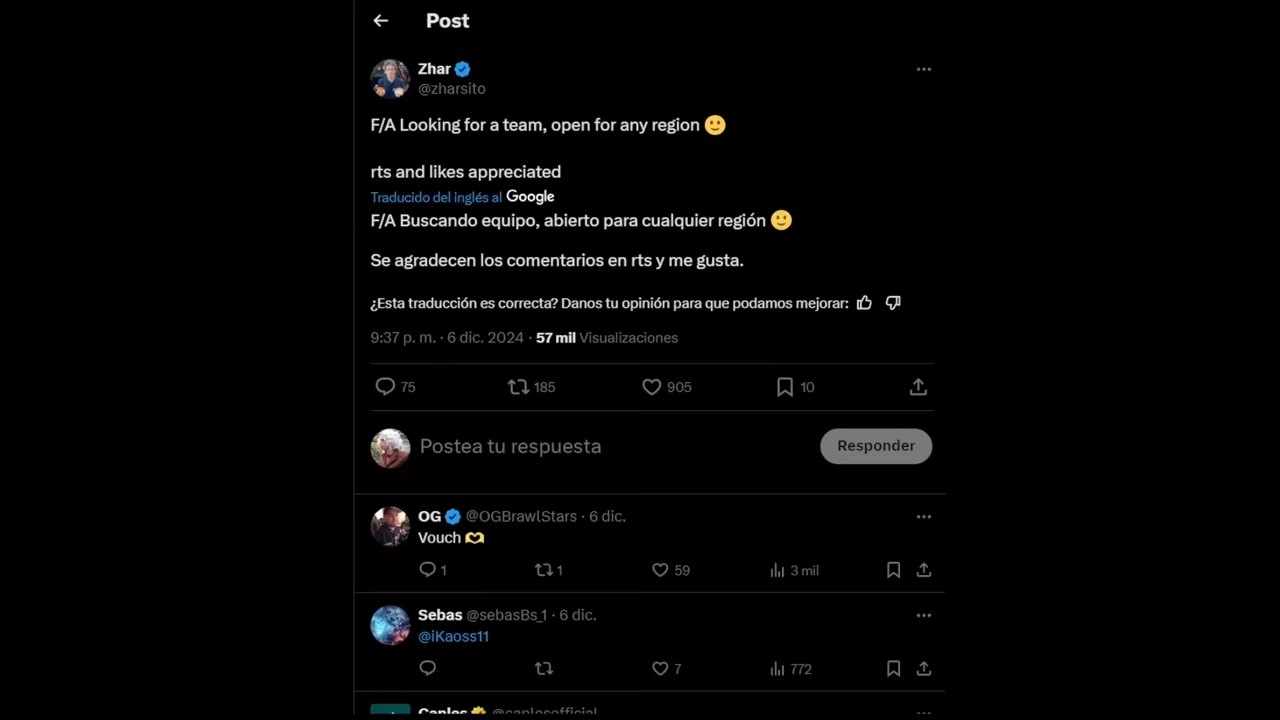 Post
Zhar
@zharsito
F/A Looking for a team, open for any region 🙂
rts and likes appreciated
Traducido del inglés al Google
F/A Buscando equipo, abierto para cualquier región 🙂
Se agradecen los comentarios en rts y me gusta.
¿Esta traducción es correcta? Danos tu opinión para que podamos mejorar:
9:37 p. m. · 6 dic. 2024 · 57 mil Visualizaciones
75 185 905 10
Postea tu respuesta Responder
OG @OGBrawlStars · 6 dic.
Vouch 🫶
1 1 59 3 mil
Sebas @sebasBs_1 · 6 dic.
@iKaoss11
7 772